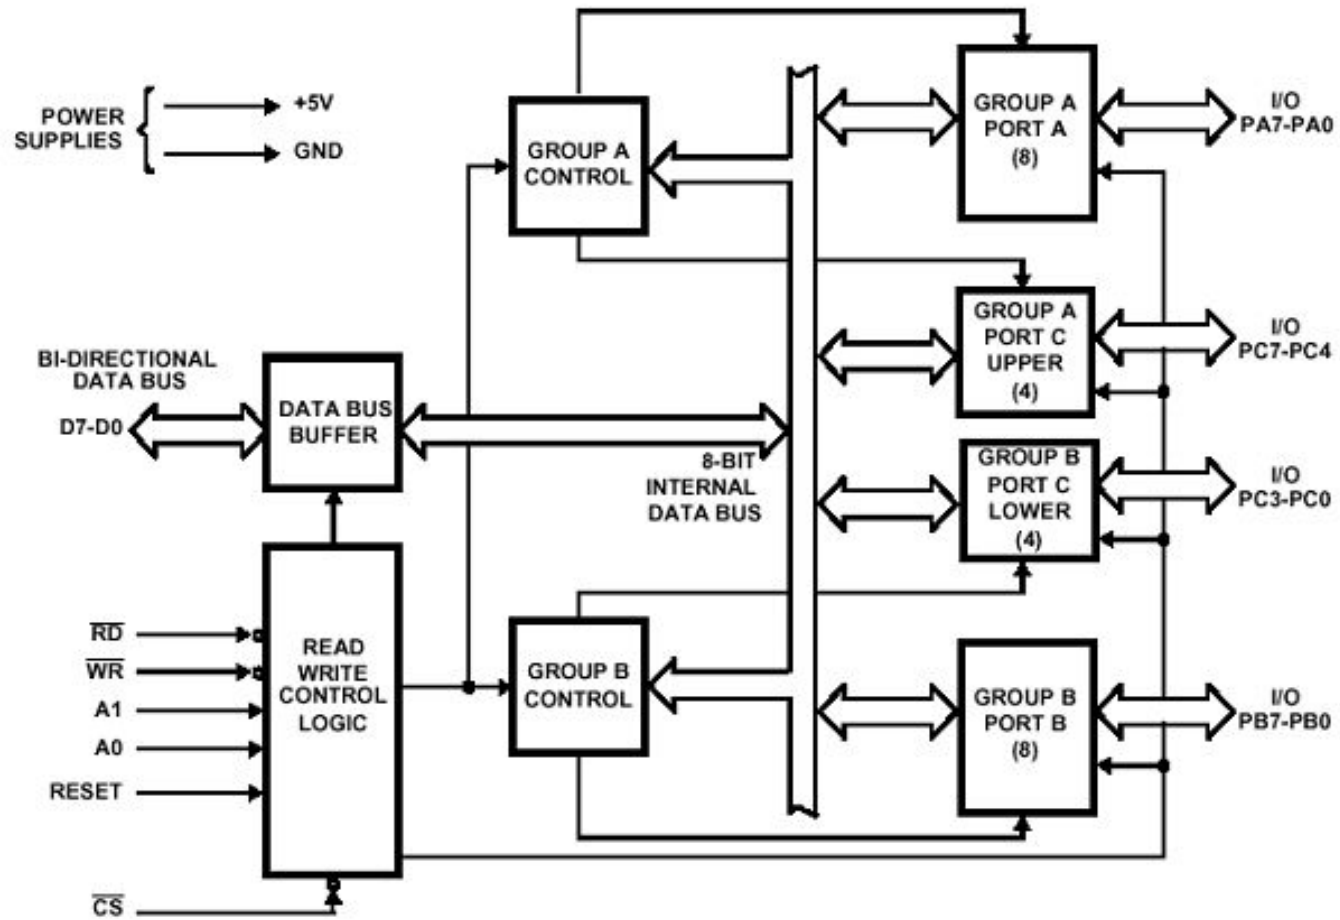 POWER
SUPPLIES
+5V
GND
GROUP A
CONTROL
GROUP A
PORT A
(8)
I/O
PA7-PA0
GROUP A
PORT C
UPPER
(4)
I/O
PC7-PC4
BI-DIRECTIONAL
DATA BUS
D7-D0
DATA BUS
BUFFER
8-BIT
INTERNAL
DATA BUS
GROUP B
PORT C
LOWER
(4)
I/O
PC3-PC0
RD
WR
A1
A0
RESET
CS
READ
WRITE
CONTROL
LOGIC
GROUP B
CONTROL
GROUP B
PORT B
(8)
I/O
PB7-PB0